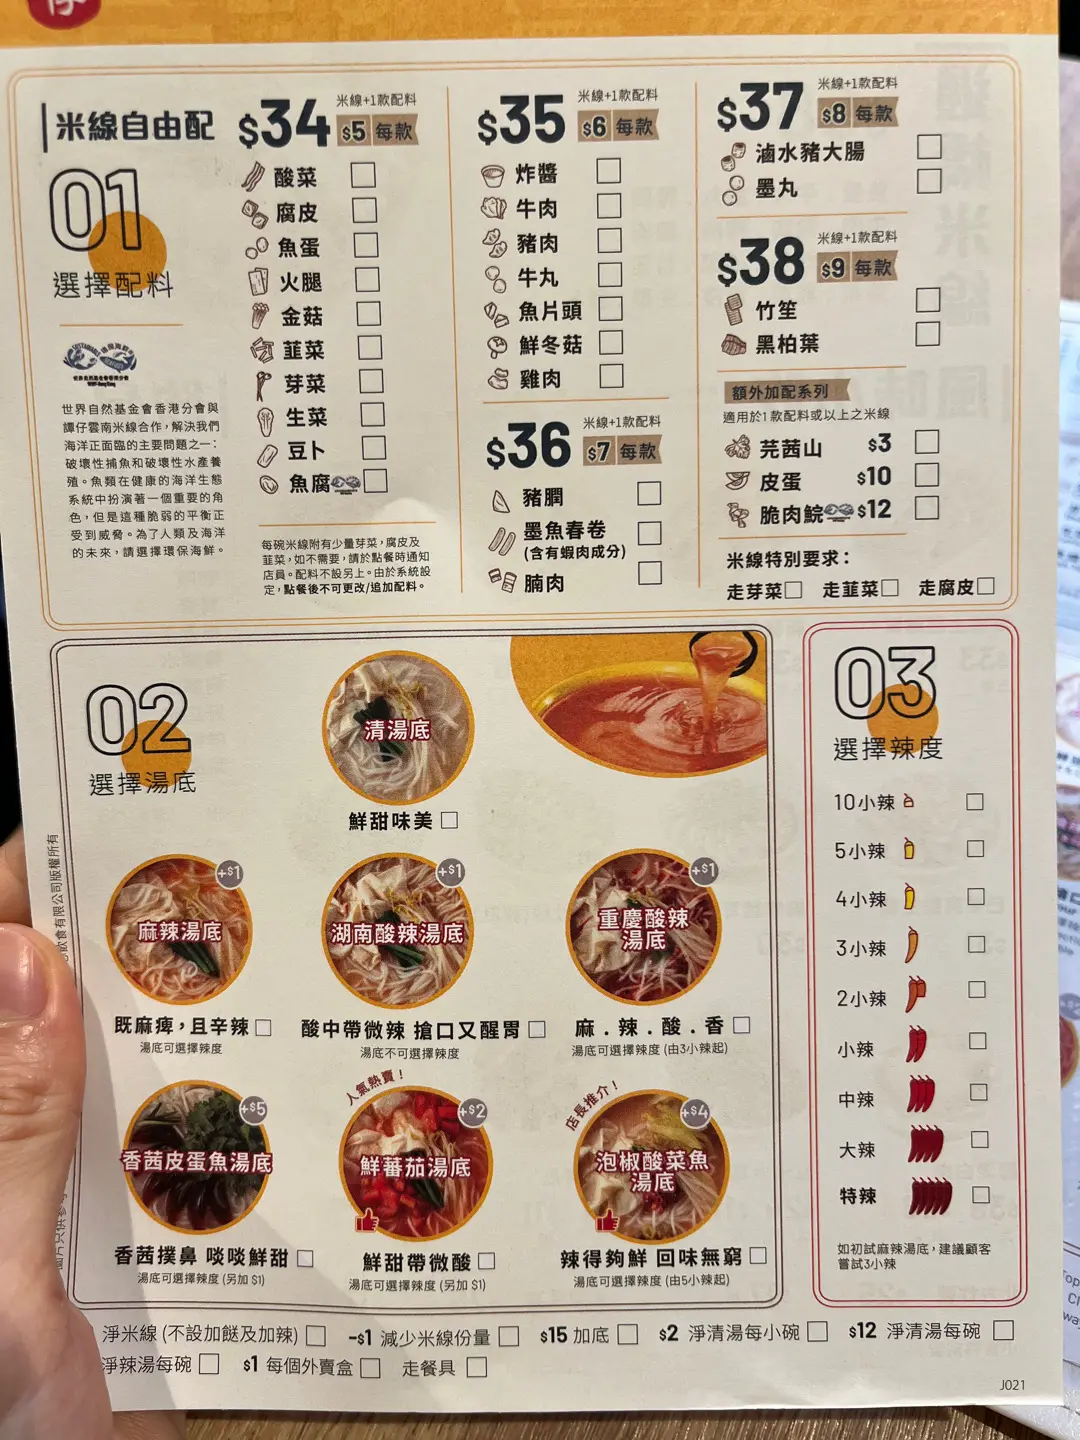 米線自由配
01
選擇配料
SUSTAINABLE
世界自然基金會香港分會與
譚仔雲南米線合作，解決我們
海洋正面臨的主要問題之一：
破壞性捕魚和破壞性水產養
殖。魚類在健康的海洋生態
系統中扮演著一個重要的角
色，但是這種脆弱的平衡正
受到威脅。為了人類及海洋
的未來，請選擇環保海鮮。
$34 米線+1款配料
$5 每款
酸菜
腐皮
魚蛋
火腿
金菇
韮菜
芽菜
生菜
豆卜
魚腐
每碗米線附有少量芽菜，腐皮及
韮菜，如不需要，請於點餐時通知
店員。配料不設另上。由於系統設
定，點餐後不可更改/追加配料。
$35 米線+1款配料
$6 每款
炸醬
牛肉
豬肉
牛丸
魚片頭
鮮冬菇
雞肉
$36 米線+1款配料
$7 每款
豬膶
墨魚春卷
(含有蝦肉成分)
腩肉
$37 米線+1款配料
$8 每款
滷水豬大腸
墨丸
$38 米線+1款配料
$9 每款
竹笙
黑柏葉
額外加配系列
適用於1款配料或以上之米線
芫茜山 $3
皮蛋 $10
脆肉鯇 $12
米線特別要求：
走芽菜 走韮菜 走腐皮
02
選擇湯底
清湯底
鮮甜味美
+$1
麻辣湯底
既麻痺，且辛辣
湯底可選擇辣度
+$1
湖南酸辣湯底
酸中帶微辣 搶口又醒胃
湯底不可選擇辣度
+$1
重慶酸辣
湯底
麻．辣．酸．香
湯底可選擇辣度 (由3小辣起)
+$5
香茜皮蛋魚湯底
香茜撲鼻 啖啖鮮甜
湯底可選擇辣度 (另加 $1)
人氣熱賣！
+$2
鮮蕃茄湯底
鮮甜帶微酸
湯底可選擇辣度 (另加 $1)
店長推介！
+$4
泡椒酸菜魚
湯底
辣得夠鮮 回味無窮
湯底可選擇辣度 (由5小辣起)
03
選擇辣度
10小辣
5小辣
4小辣
3小辣
2小辣
小辣
中辣
大辣
特辣
如初試麻辣湯底，建議顧客
嘗試3小辣
淨米線 (不設加餸及加辣) -$1 減少米線份量 $15 加底 $2 淨清湯每小碗 $12 淨清湯每碗
淨辣湯每碗 $1 每個外賣盒 走餐具
飲食有限公司版權所有
J021